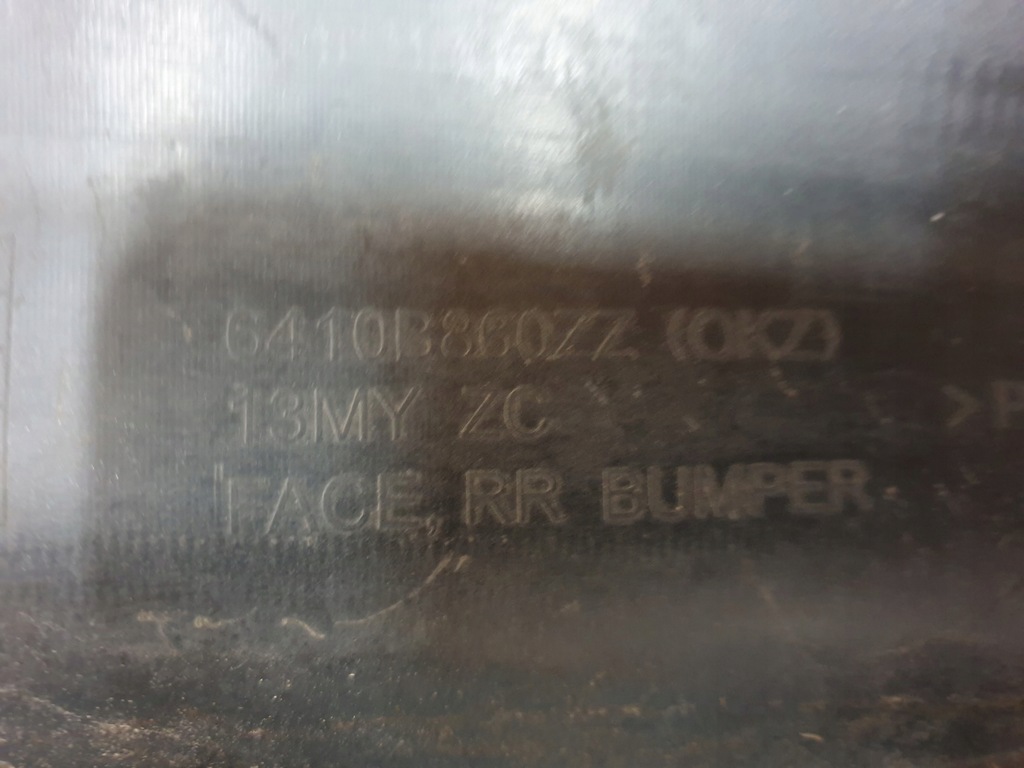 6410B860ZZ (OKZ)
13MY ZC >P
FACE, RR BUMPER